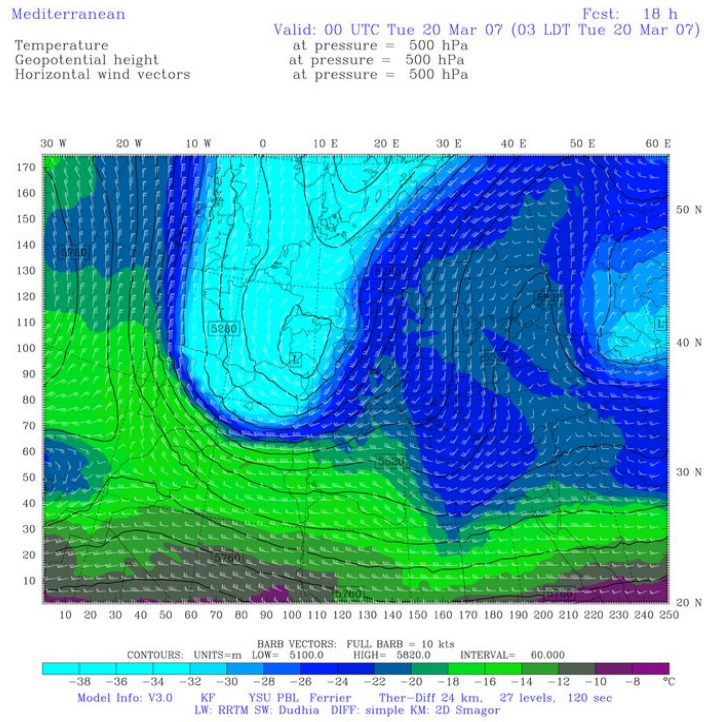 Mediterranean Fcst: 18 h
Valid: 00 UTC Tue 20 Mar 07 (03 LDT Tue 20 Mar 07)
Temperature at pressure = 500 hPa
Geopotential height at pressure = 500 hPa
Horizontal wind vectors at pressure = 500 hPa
30 W 20 W 10 W 0 10 E 20 E 30 E 40 E 50 E 60 E
170
160
150
50 N
140
5760
130
120
110
5280
L
L
100
40 N
90
80
70
60
5520
50
30 N
40
30
20
5760
10
5760
20 N
10 20 30 40 50 60 70 80 90 100 110 120 130 140 150 160 170 180 190 200 210 220 230 240 250
BARB VECTORS: FULL BARB = 10 kts
CONTOURS: UNITS=m LOW= 5100.0 HIGH= 5820.0 INTERVAL= 60.000
-38 -36 -34 -32 -30 -28 -26 -24 -22 -20 -18 -16 -14 -12 -10 -8 °C
Model Info: V3.0 KF YSU PBL Ferrier Ther-Diff 24 km, 27 levels, 120 sec
LW: RRTM SW: Dudhia DIFF: simple KM: 2D Smagor